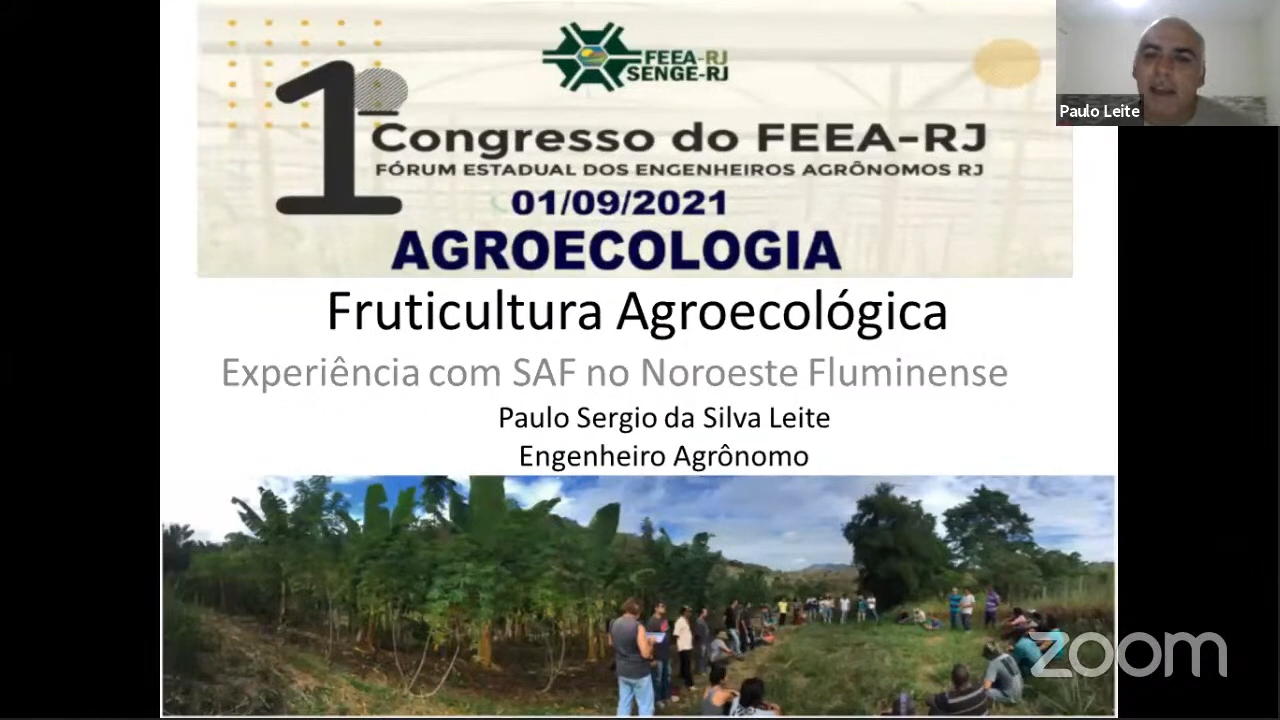 FEEA-RJ
SENGE-RJ
1º
Congresso do FEEA-RJ
FÓRUM ESTADUAL DOS ENGENHEIROS AGRÔNOMOS RJ
01/09/2021
AGROECOLOGIA
Paulo Leite
Fruticultura Agroecológica
Experiência com SAF no Noroeste Fluminense
Paulo Sergio da Silva Leite
Engenheiro Agrônomo
zoom